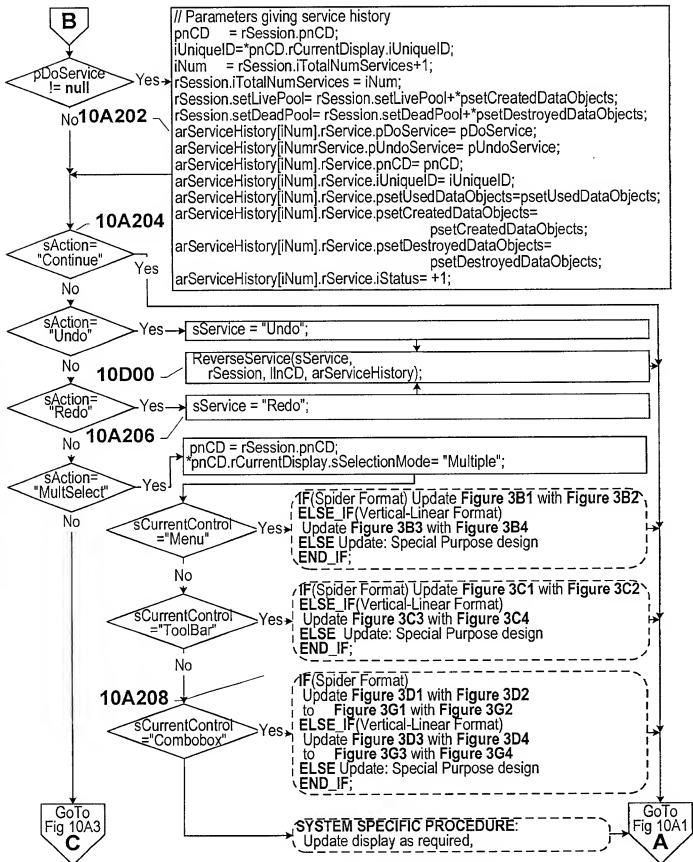 B
// Parameters giving service history
pnCD = rSession.pnCD;
iUniqueID=*pnCD.rCurrentDisplay.iUniqueID;
iNum = rSession.iTotalNumServices+1;
rSession.iTotalNumServices = iNum;
rSession.setLivePool= rSession.setLivePool+*psetCreatedDataObjects;
rSession.setDeadPool= rSession.setDeadPool+*psetDestroyedDataObjects;
arServiceHistory[iNum].rService.pDoService= pDoService;
arServiceHistory[iNumrService.pUndoService= pUndoService;
arServiceHistory[iNum].rService.pnCD= pnCD;
arServiceHistory[iNum].rService.iUniqueID= iUniqueID;
arServiceHistory[iNum].rService.psetUsedDataObjects=psetUsedDataObjects;
arServiceHistory[iNum].rService.psetCreatedDataObjects=
psetCreatedDataObjects;
arServiceHistory[iNum].rService.psetDestroyedDataObjects=
psetDestroyedDataObjects;
arServiceHistory[iNum].rService.iStatus= +1;
pDoService
!= null
Yes
No
10A202
10A204
sAction=
"Continue"
Yes
No
sAction=
"Undo"
Yes
sService = "Undo";
No
10D00
ReverseService(sService,
rSession, lInCD, arServiceHistory);
sAction=
"Redo"
Yes
sService = "Redo";
No
10A206
sAction=
"MultSelect"
Yes
pnCD = rSession.pnCD;
*pnCD.rCurrentDisplay.sSelectionMode= "Multiple";
No
sCurrentControl
="Menu"
Yes
IF(Spider Format) Update Figure 3B1 with Figure 3B2
ELSE_IF(Vertical-Linear Format)
Update Figure 3B3 with Figure 3B4
ELSE Update: Special Purpose design
END_IF;
No
sCurrentControl
="ToolBar"
Yes
IF(Spider Format) Update Figure 3C1 with Figure 3C2
ELSE_IF(Vertical-Linear Format)
Update Figure 3C3 with Figure 3C4
ELSE Update: Special Purpose design
END_IF;
No
10A208
sCurrentControl
="Combobox"
Yes
IF(Spider Format)
Update Figure 3D1 with Figure 3D2
to Figure 3G1 with Figure 3G2
ELSE_IF(Vertical-Linear Format)
Update Figure 3D3 with Figure 3D4
to Figure 3G3 with Figure 3G4
ELSE Update: Special Purpose design
END_IF;
GoTo
Fig 10A3
C
SYSTEM SPECIFIC PROCEDURE:
Update display as required,
GoTo
Fig 10A1
A